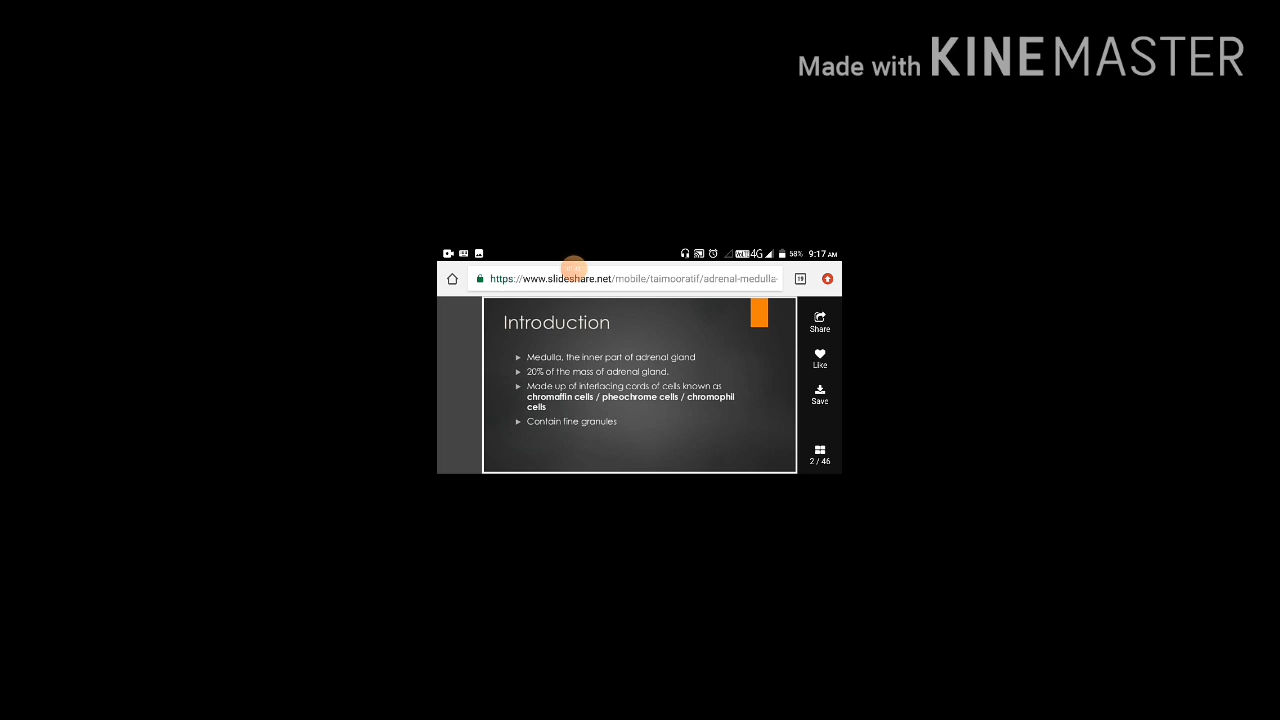 Made with KINEMASTER
4G 58% 9:17 AM
https://www.slideshare.net/mobile/taimooratif/adrenal-medulla-
19
Introduction
Medulla, the inner part of adrenal gland
20% of the mass of adrenal gland.
Made up of interlacing cords of cells known as
chromaffin cells / pheochrome cells / chromophil
cells
Contain fine granules
Share
Like
Save
2 / 46